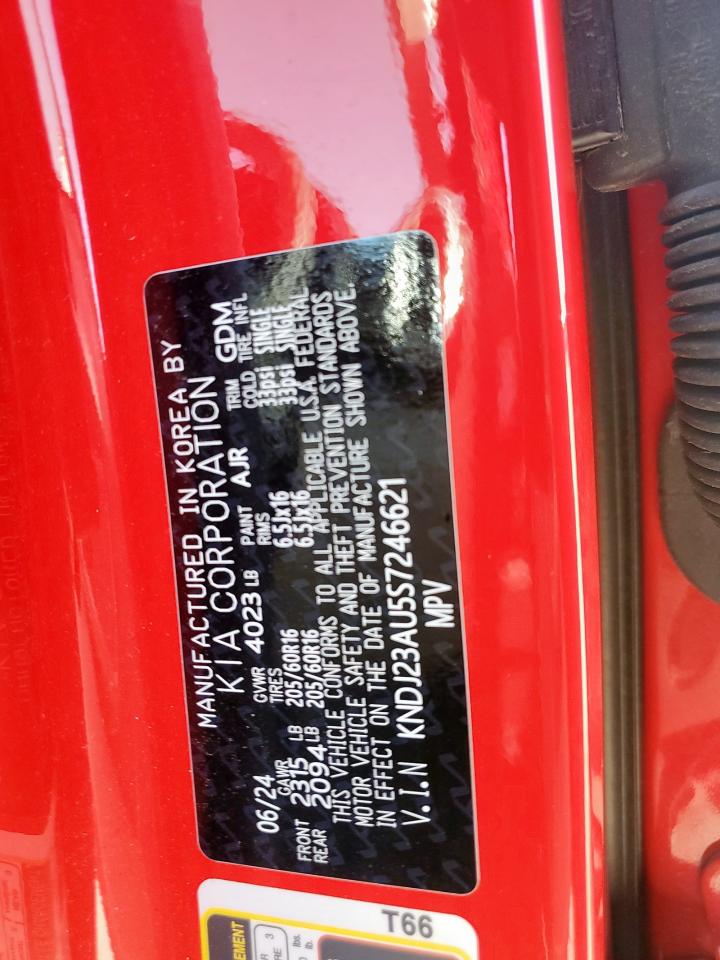 MANUFACTURED IN KOREA BY
KIA CORPORATION
06/24 GVWR 4023 LB PAINT AJR TRIM GDM
GAWR TIRES RIMS COLD TIRE INFL
FRONT 2315 LB 205/60R16 6.5JX16 33psi SINGLE
REAR 2094 LB 205/60R16 6.5JX16 33psi SINGLE
THIS VEHICLE CONFORMS TO ALL APPLICABLE U.S.A. FEDERAL
MOTOR VEHICLE SAFETY AND THEFT PREVENTION STANDARDS
IN EFFECT ON THE DATE OF MANUFACTURE SHOWN ABOVE.
V.I.N KNDJ23AU5S7246621
MPV
T66
3
lbs.
lb.